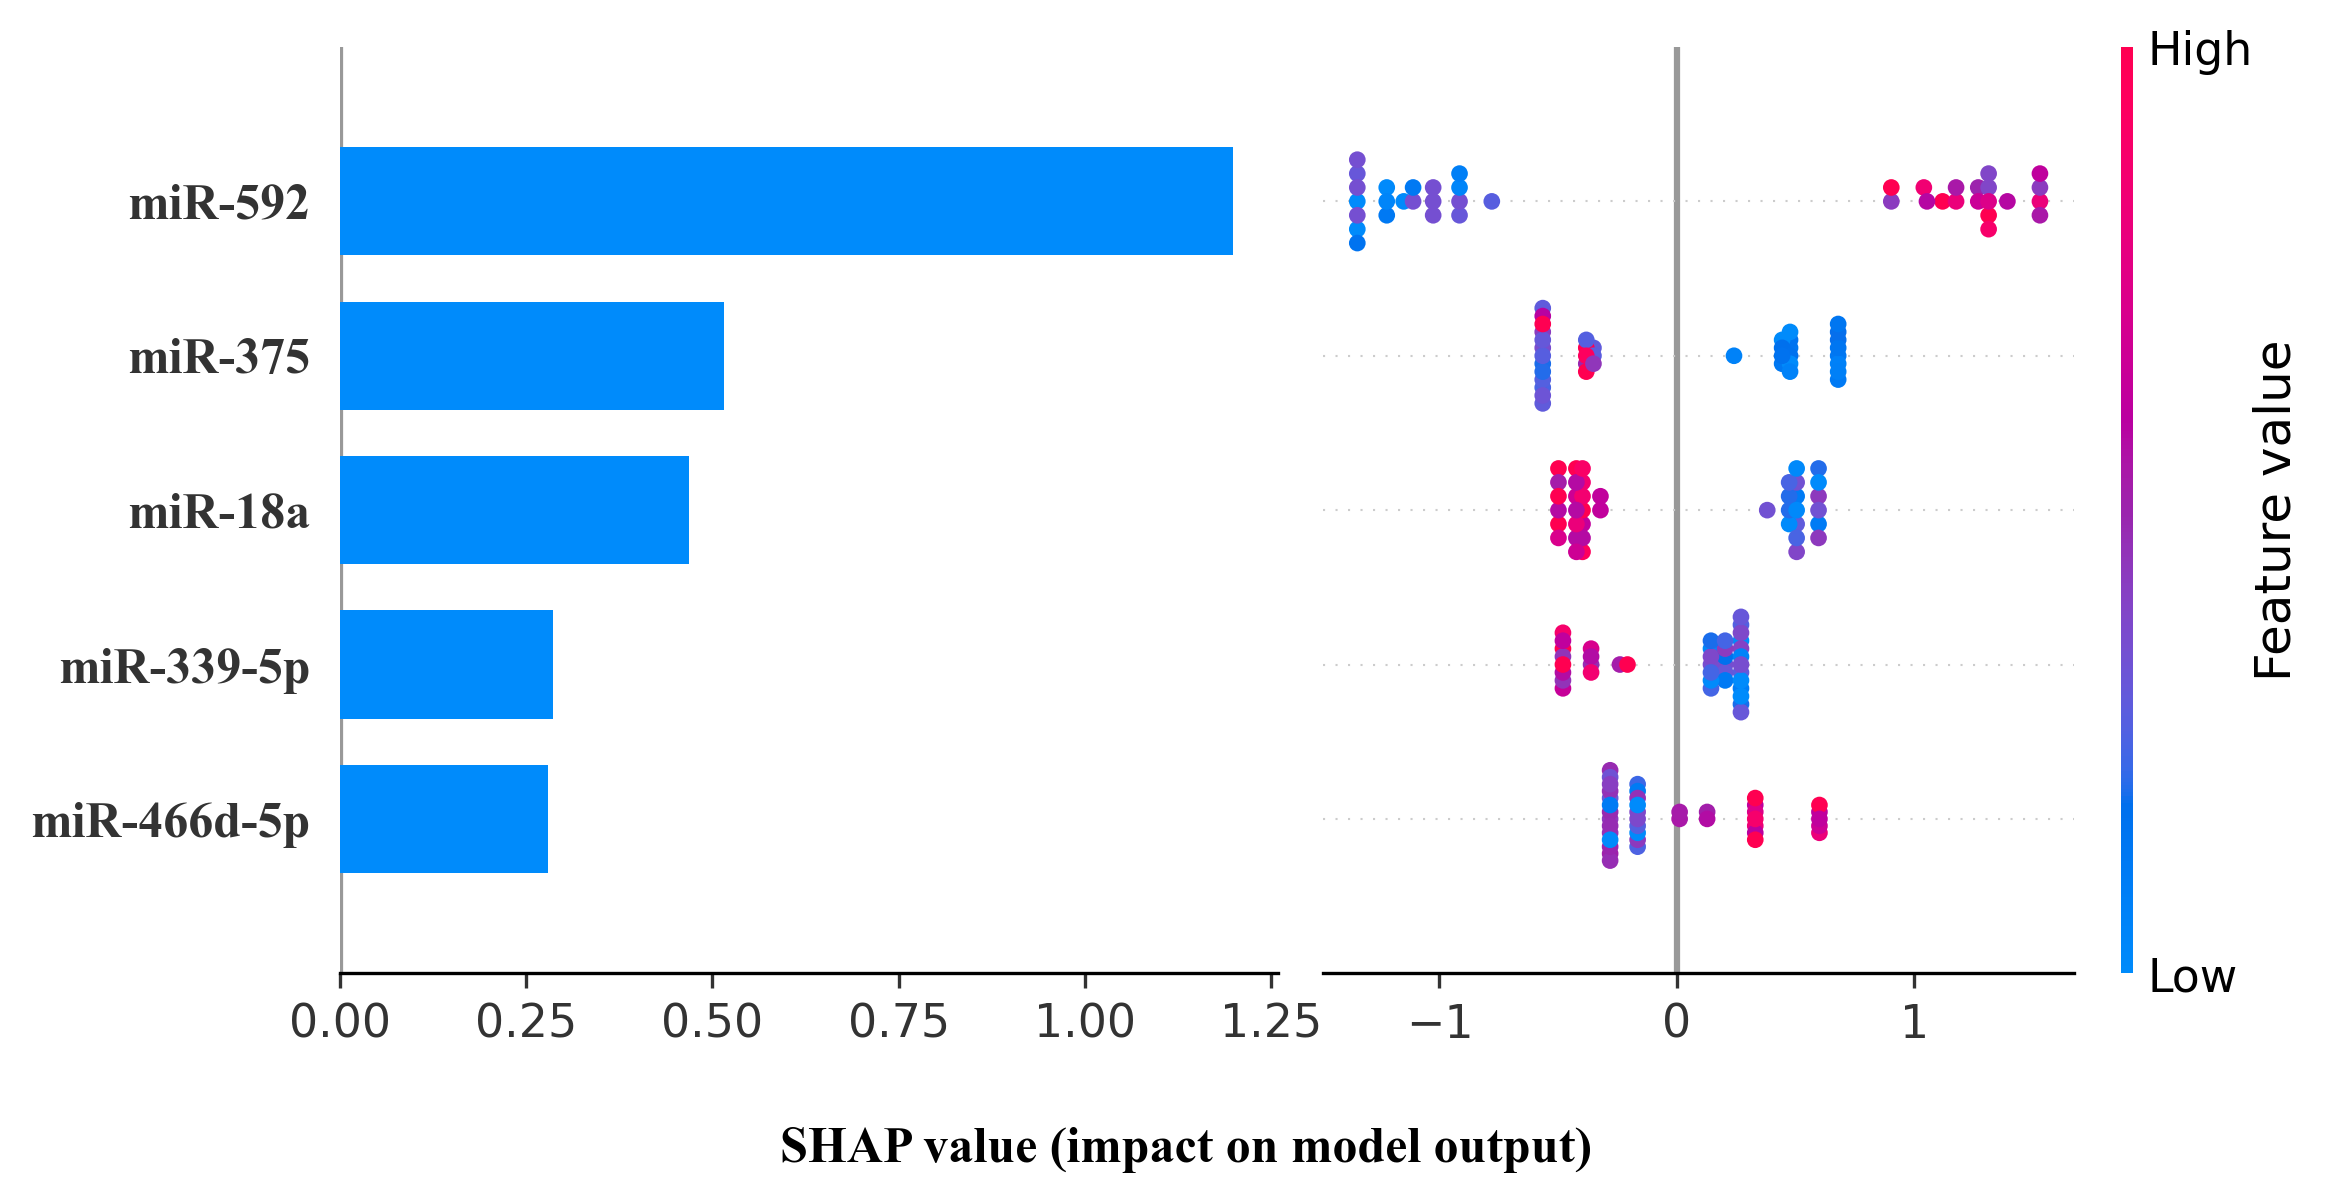 High
miR-592
miR-375
miR-18a
miR-339-5p
miR-466d-5p
Feature value
Low
0.00 0.25 0.50 0.75 1.00 1.25 −1 0 1
SHAP value (impact on model output)